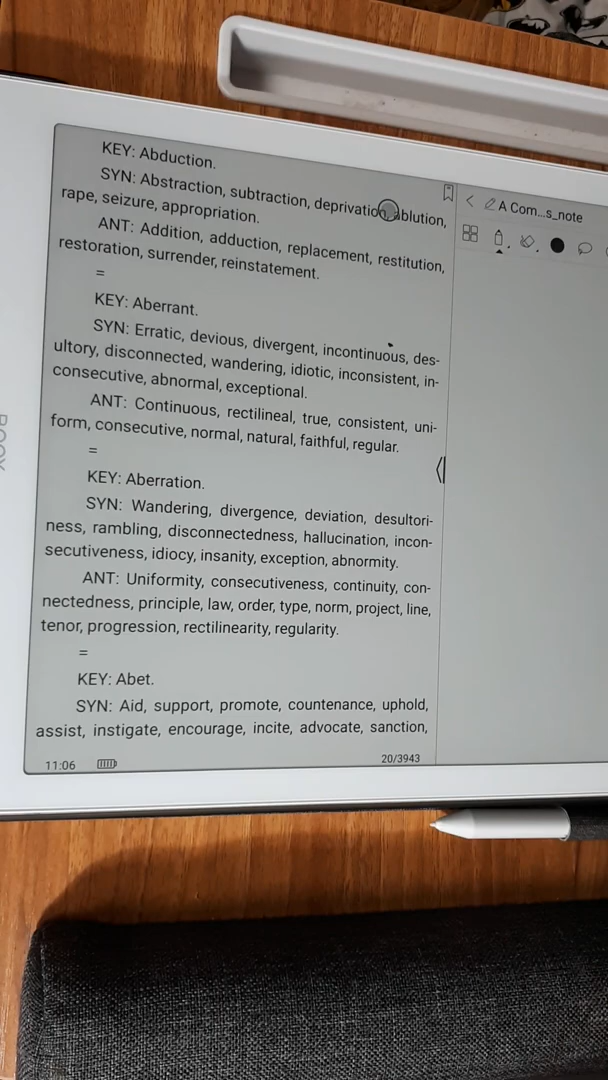 KEY: Abduction.
SYN: Abstraction, subtraction, deprivation, ablution,
rape, seizure, appropriation.
ANT: Addition, adduction, replacement, restitution,
restoration, surrender, reinstatement.
=
KEY: Aberrant.
SYN: Erratic, devious, divergent, incontinuous, des-
ultory, disconnected, wandering, idiotic, inconsistent, in-
consecutive, abnormal, exceptional.
ANT: Continuous, rectilineal, true, consistent, uni-
form, consecutive, normal, natural, faithful, regular.
=
KEY: Aberration.
SYN: Wandering, divergence, deviation, desultori-
ness, rambling, disconnectedness, hallucination, incon-
secutiveness, idiocy, insanity, exception, abnormity.
ANT: Uniformity, consecutiveness, continuity, con-
nectedness, principle, law, order, type, norm, project, line,
tenor, progression, rectilinearity, regularity.
=
KEY: Abet.
SYN: Aid, support, promote, countenance, uphold,
assist, instigate, encourage, incite, advocate, sanction,
11:06
20/3943
A Com...s_note
BOOX